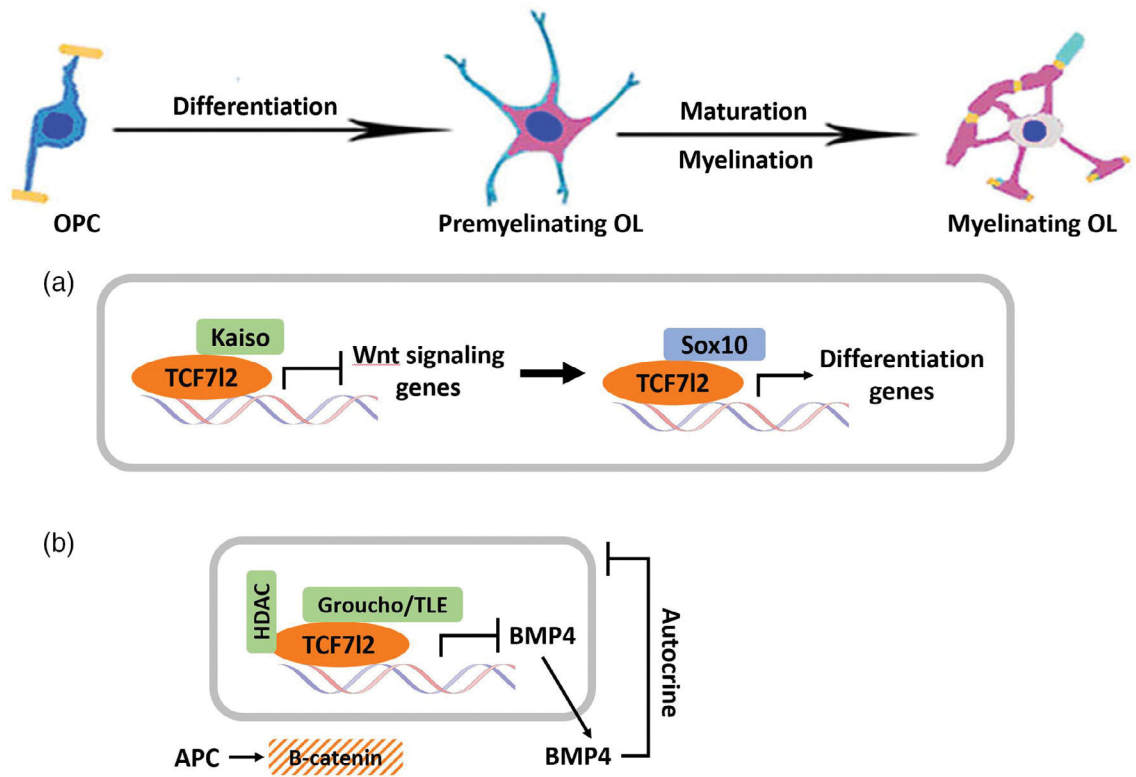 Differentiation
Maturation
Myelination
OPC
Premyelinating OL
Myelinating OL
(a)
Kaiso
TCF7l2
Wnt signaling
genes
Sox10
TCF7l2
Differentiation
genes
(b)
HDAC
Groucho/TLE
TCF7l2
BMP4
Autocrine
APC
B-catenin
BMP4